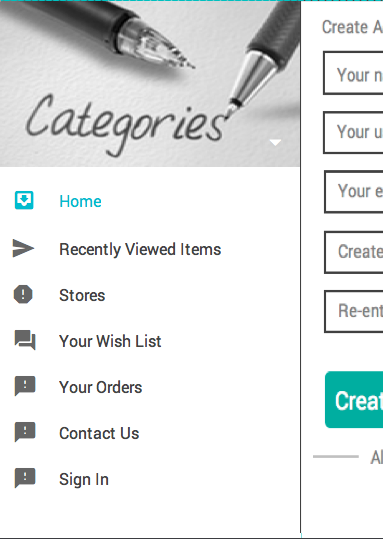 Categories
Home
Recently Viewed Items
Stores
Your Wish List
Your Orders
Contact Us
Sign In
Create A
Your n
Your u
Your e
Create
Re-ent
Creat
Al